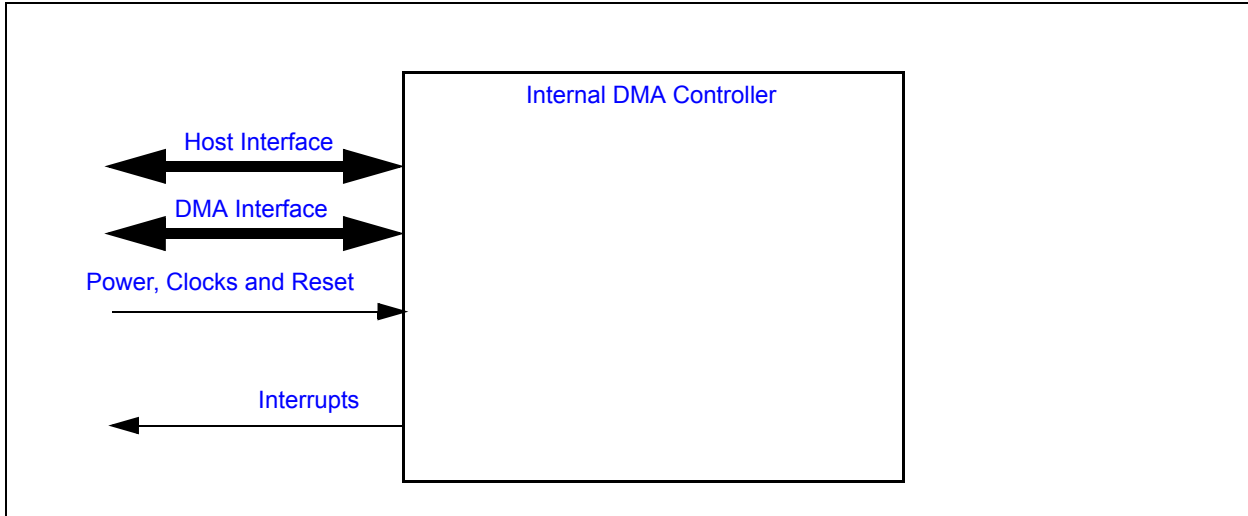 Internal DMA Controller
Host Interface
DMA Interface
Power, Clocks and Reset
Interrupts